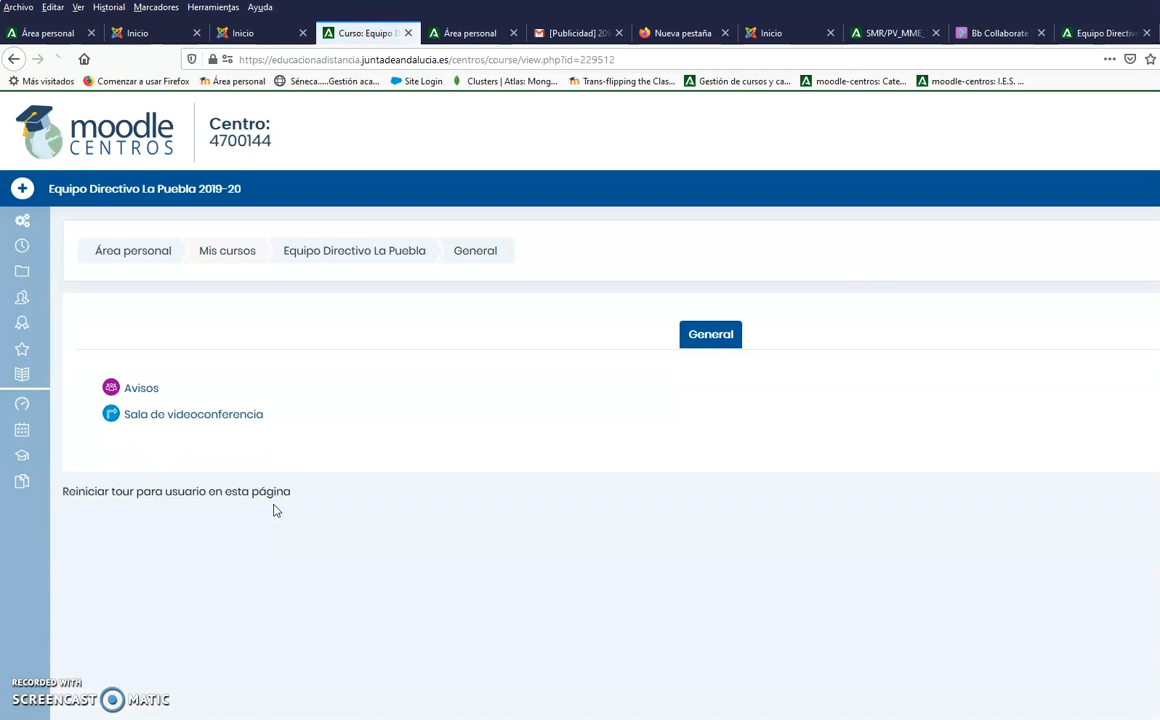 Archivo Editar Ver Historial Marcadores Herramientas Ayuda
Área personal Inicio Inicio Curso: Equipo D Área personal [Publicidad] 20% Nueva pestaña Inicio SMR/PV_MME_ Bb Collaborate Equipo Directiv
https://educacionadistancia.juntadeandalucia.es/centros/course/view.php?id=229512
Más visitados Comenzar a usar Firefox Área personal Séneca.....Gestión aca... Site Login Clusters | Atlas: Mong... Trans-flipping the Clas... Gestión de cursos y ca... moodle-centros: Cate... moodle-centros: I.E.S. ...
moodle
CENTROS
Centro:
4700144
Equipo Directivo La Puebla 2019-20
Área personal Mis cursos Equipo Directivo La Puebla General
General
Avisos
Sala de videoconferencia
Reiniciar tour para usuario en esta página
RECORDED WITH
SCREENCAST MATIC